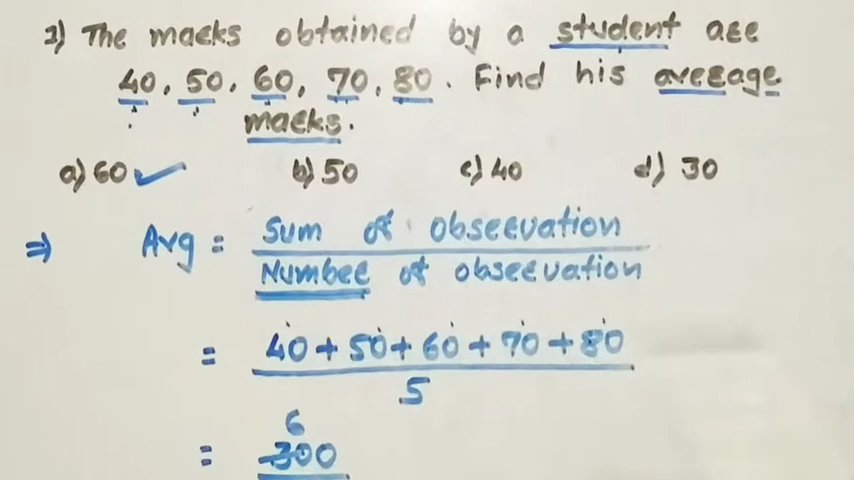 1) The marks obtained by a student are
40, 50, 60, 70, 80. Find his average
marks.
a) 60 ✓ b) 50 c) 40 d) 30
⇒ Avg = Sum of observation
Number of observation
= 40 + 50 + 60 + 70 + 80
5
6
= 300